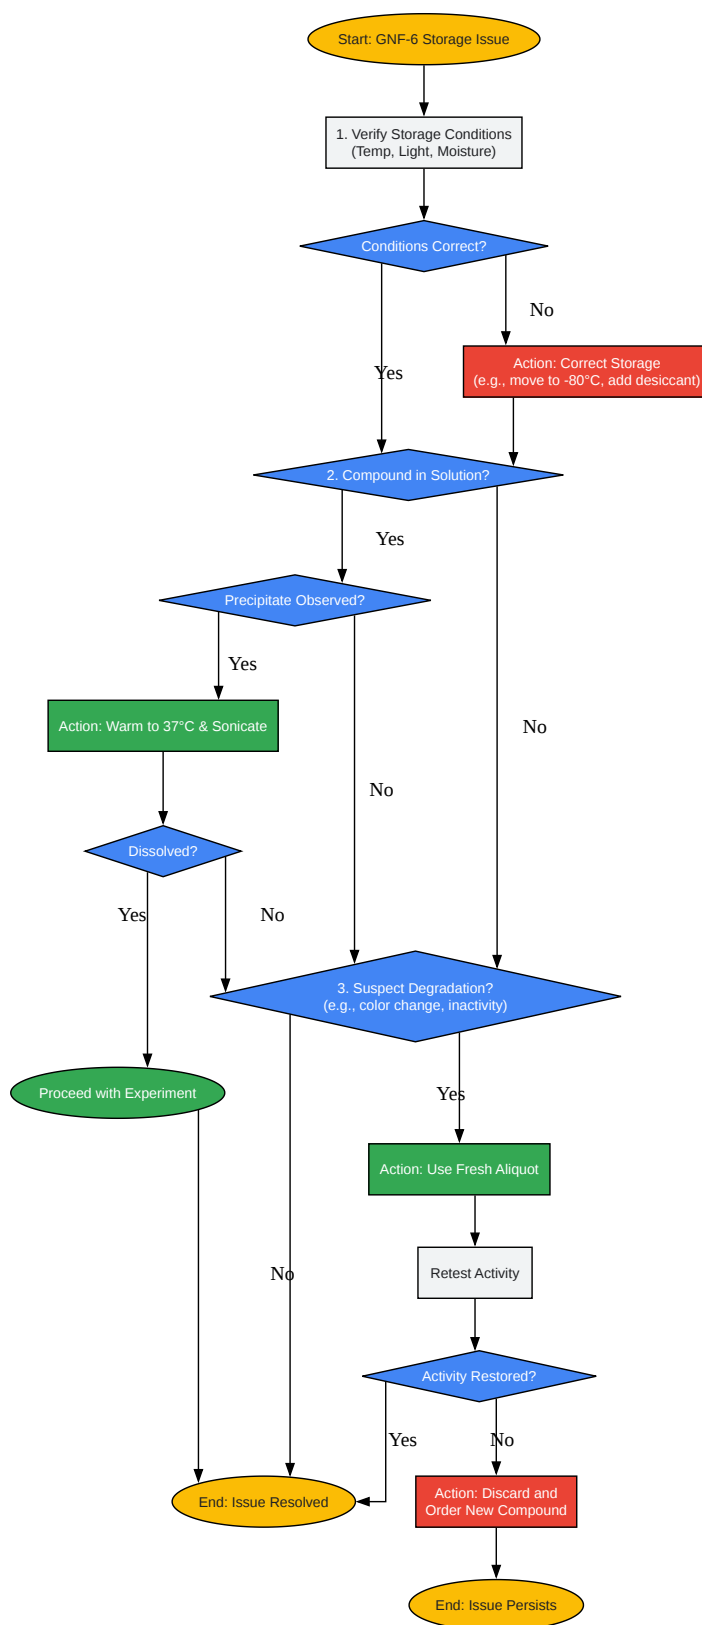 Start: GNF-6 Storage Issue
1. Verify Storage Conditions
(Temp, Light, Moisture)
Conditions Correct?
No
Yes
Action: Correct Storage
(e.g., move to -80°C, add desiccant)
2. Compound in Solution?
Yes
Precipitate Observed?
Yes
Action: Warm to 37°C & Sonicate
No
No
Dissolved?
Yes
No
3. Suspect Degradation?
(e.g., color change, inactivity)
Proceed with Experiment
Yes
Action: Use Fresh Aliquot
No
Retest Activity
Activity Restored?
Yes
No
End: Issue Resolved
Action: Discard and
Order New Compound
End: Issue Persists